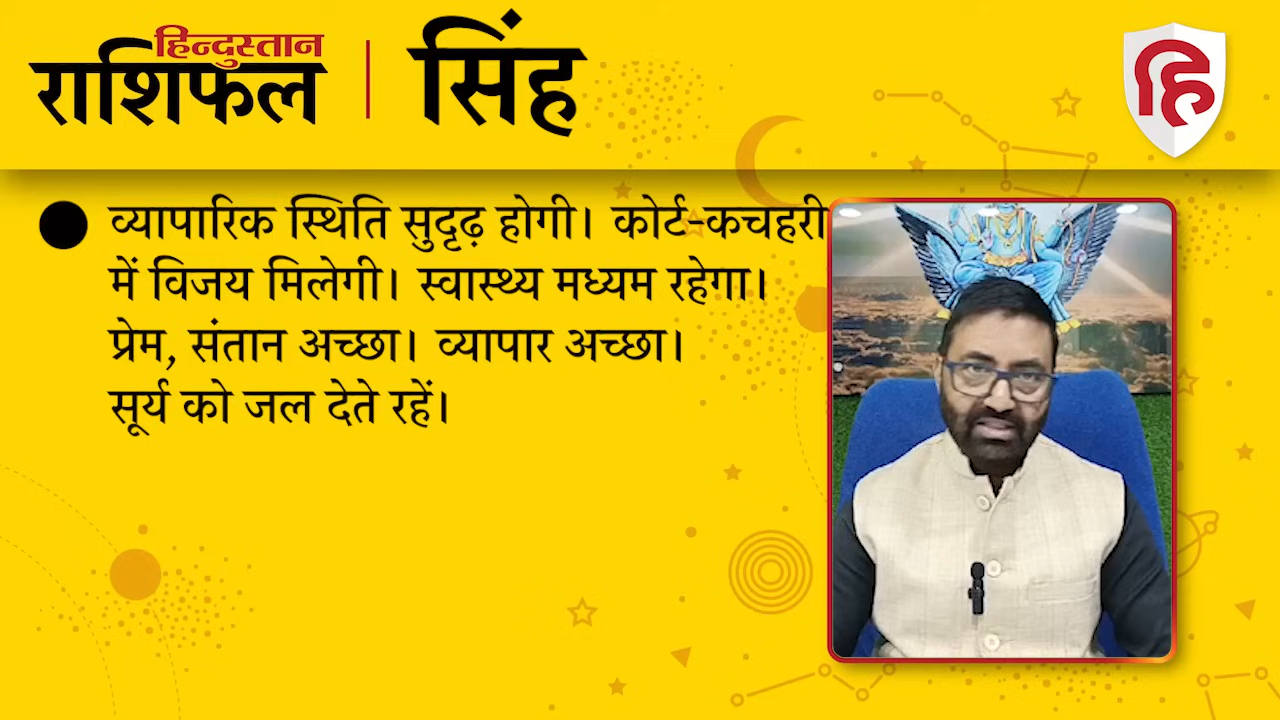 हिन्दुस्तान
राशिफल
सिंह
हि
व्यापारिक स्थिति सुदृढ़ होगी। कोर्ट-कचहरी
में विजय मिलेगी। स्वास्थ्य मध्यम रहेगा।
प्रेम, संतान अच्छा। व्यापार अच्छा।
सूर्य को जल देते रहें।